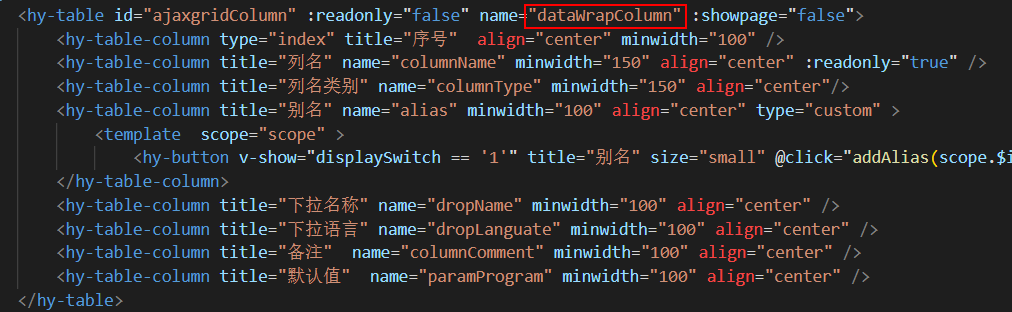 <hy-table id="ajaxgridColumn" :readonly="false" name="dataWrapColumn" :showpage="false">
<hy-table-column type="index" title="序号"  align="center" minwidth="100" />
<hy-table-column title="列名" name="columnName" minwidth="150" align="center" :readonly="true" />
<hy-table-column title="列名类别" name="columnType" minwidth="150" align="center"/>
<hy-table-column title="别名" name="alias" minwidth="100" align="center" type="custom" >
<template  scope="scope" >
<hy-button v-show="displaySwitch == '1'" title="别名" size="small" @click="addAlias(scope.$i
</hy-table-column>
<hy-table-column title="下拉名称" name="dropName" minwidth="100" align="center" />
<hy-table-column title="下拉语言" name="dropLanguate" minwidth="100" align="center" />
<hy-table-column title="备注"  name="columnComment" minwidth="100" align="center" />
<hy-table-column title="默认值"  name="paramProgram" minwidth="100" align="center" />
</hy-table>